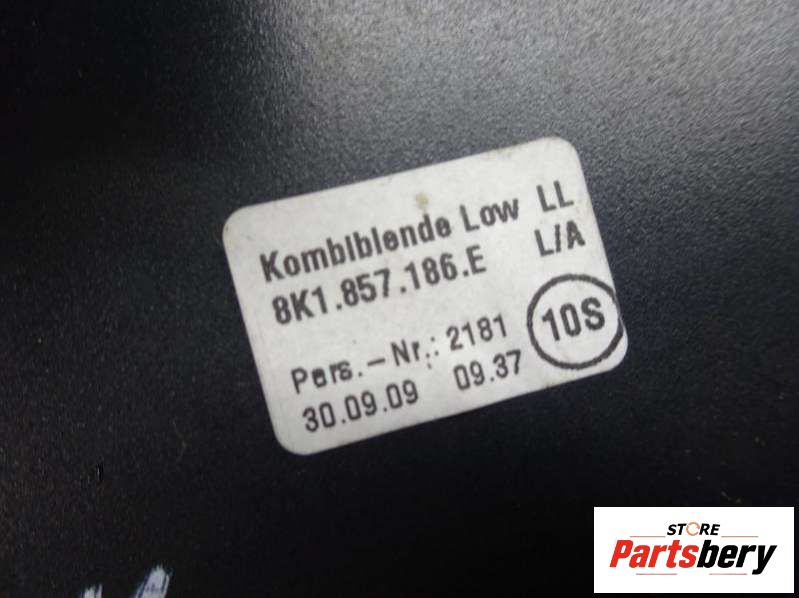 Kombiblende Low LL
8K1.857.186.E L/A
10S
Pers.-Nr.: 2181
30.09.09 09.37
STORE
Partsbery